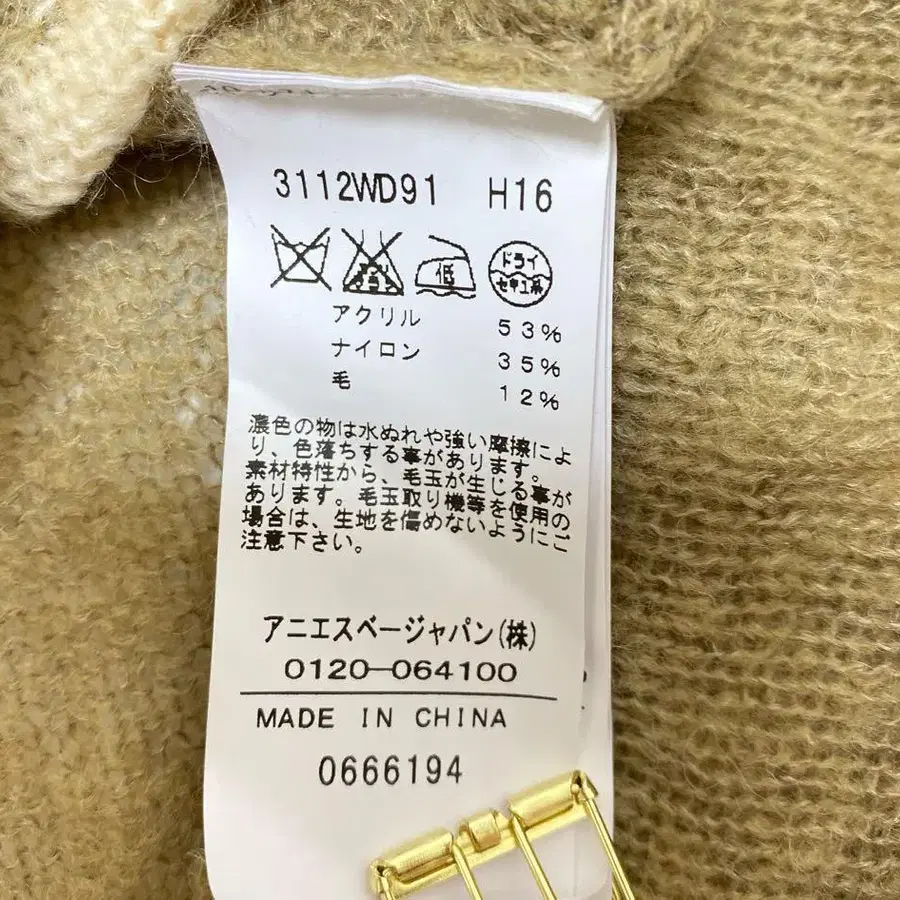 3112WD91 H16
低 ドライ セキユ系
アクリル 53%
ナイロン 35%
毛 12%
濃色の物は水ぬれや強い摩擦によ
り、色落ちする事があります。
素材特性から、毛玉が生じる事が
あります。毛玉取り機等を使用の
場合は、生地を傷めないようにご
注意下さい。
アニエスベージャパン(株)
0120-064100
MADE IN CHINA
0666194